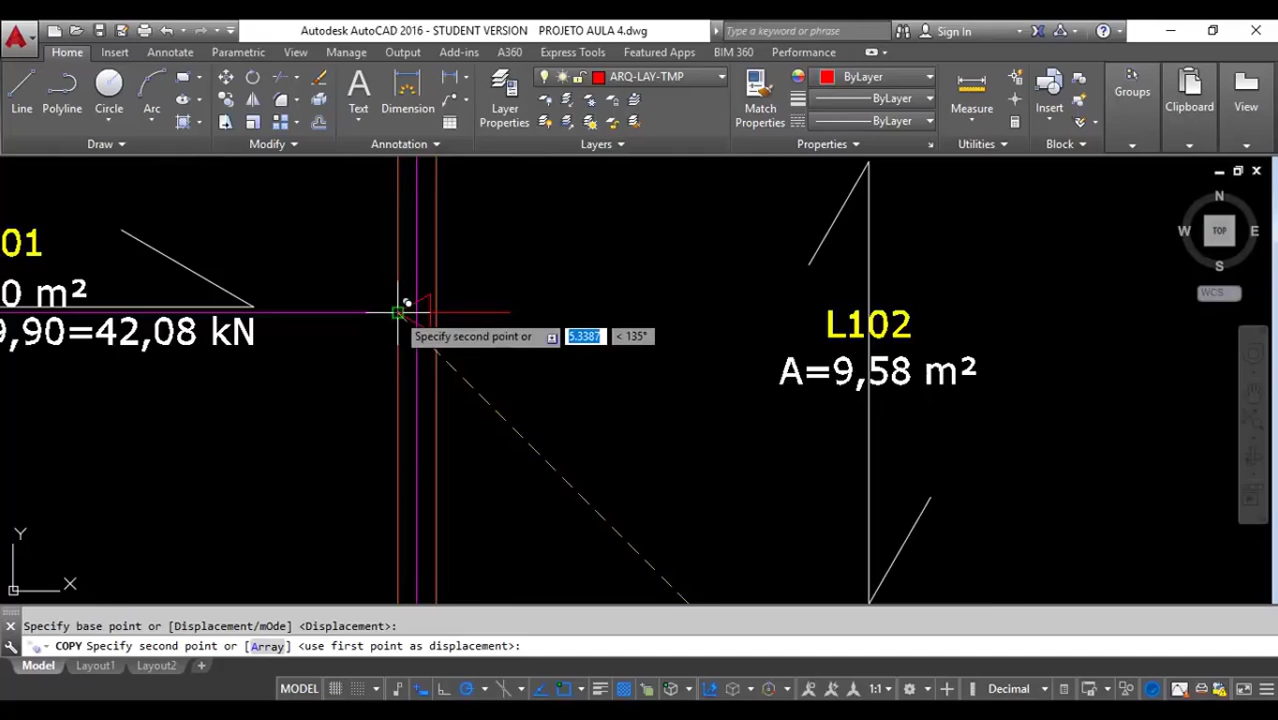 Autodesk AutoCAD 2016 - STUDENT VERSION PROJETO AULA 4.dwg
Type a keyword or phrase
Sign In
Home Insert Annotate Parametric View Manage Output Add-ins A360 Express Tools Featured Apps BIM 360 Performance
ARQ-LAY-TMP
ByLayer
ByLayer
ByLayer
Line Polyline Circle Arc
Text Dimension
Layer Properties
Match Properties
Measure
Insert
Groups
Clipboard
View
Draw Modify Annotation Layers Properties Utilities Block
N
W TOP E
S
WCS
01
0 m²
9,90=42,08 kN
L102
A=9,58 m²
Specify second point or 5.3387 < 135°
Y
X
Specify base point or [Displacement/mOde] <Displacement>:
COPY Specify second point or [Array] <use first point as displacement>:
Model Layout1 Layout2 +
MODEL 1:1 Decimal